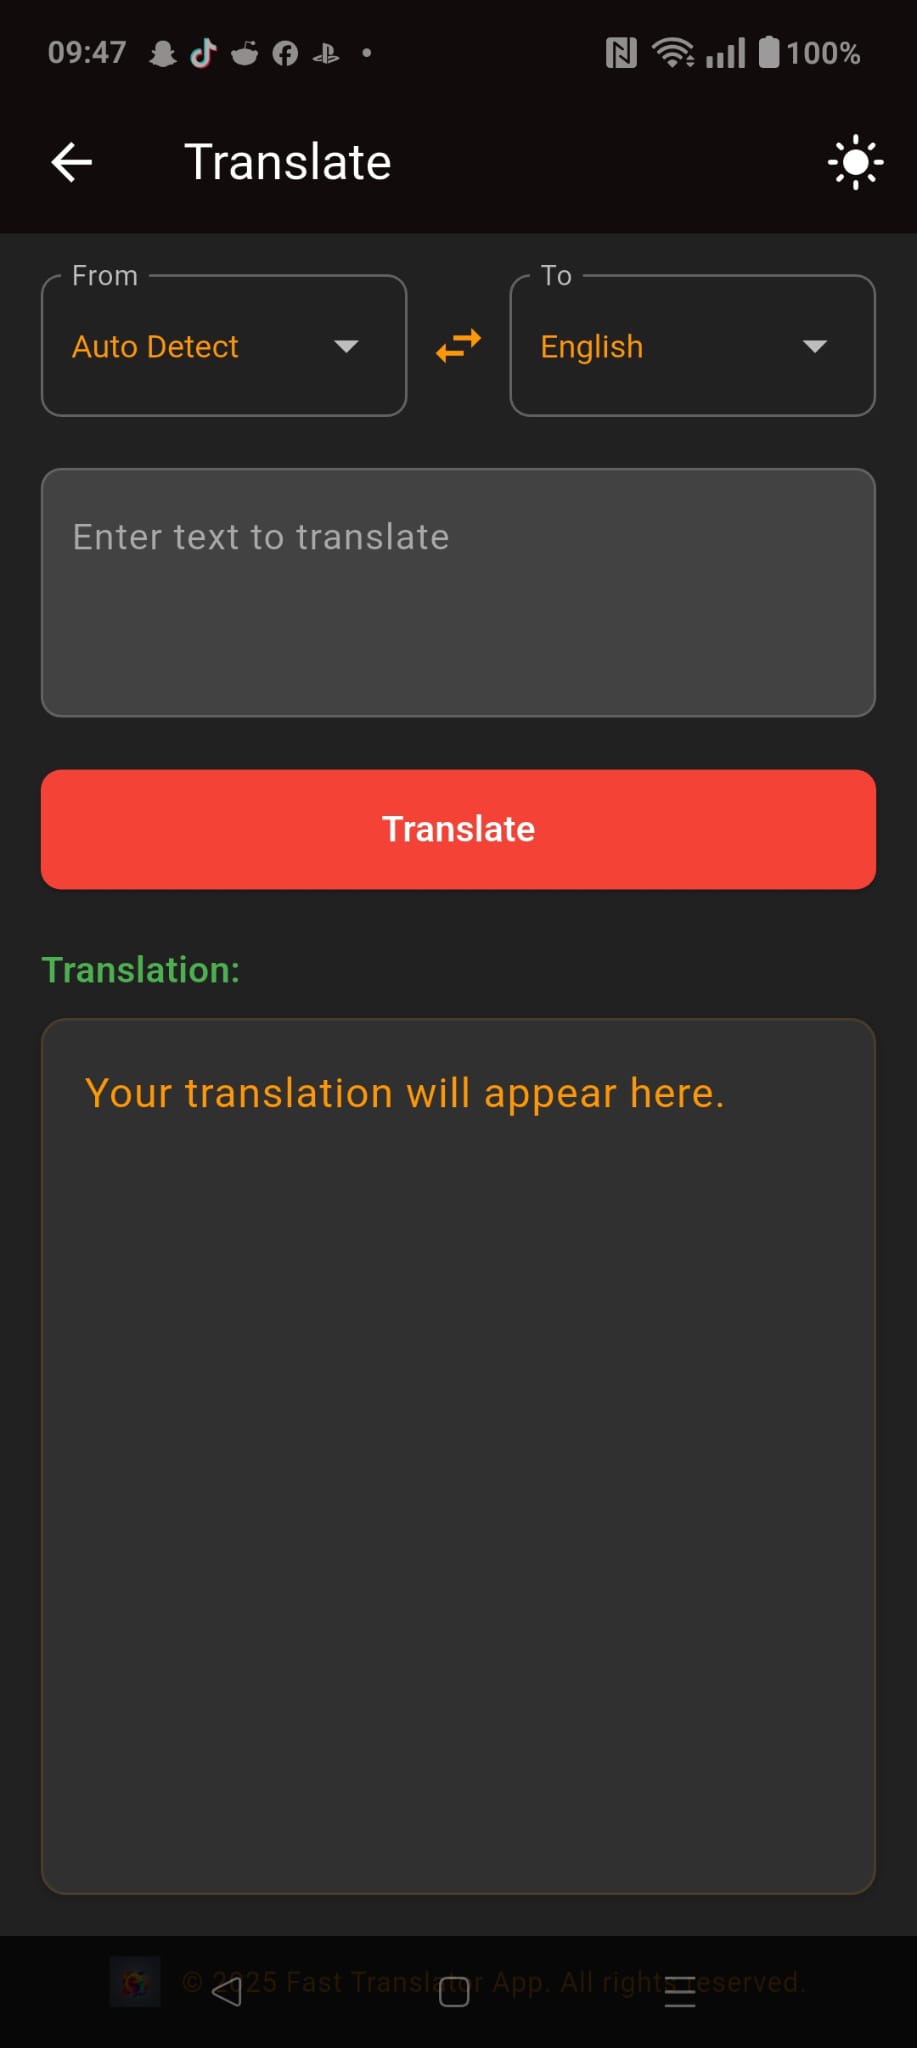 09:47
100%
Translate
From
Auto Detect
To
English
Enter text to translate
Translate
Translation:
Your translation will appear here.
© 2025 Fast Translator App. All rights reserved.